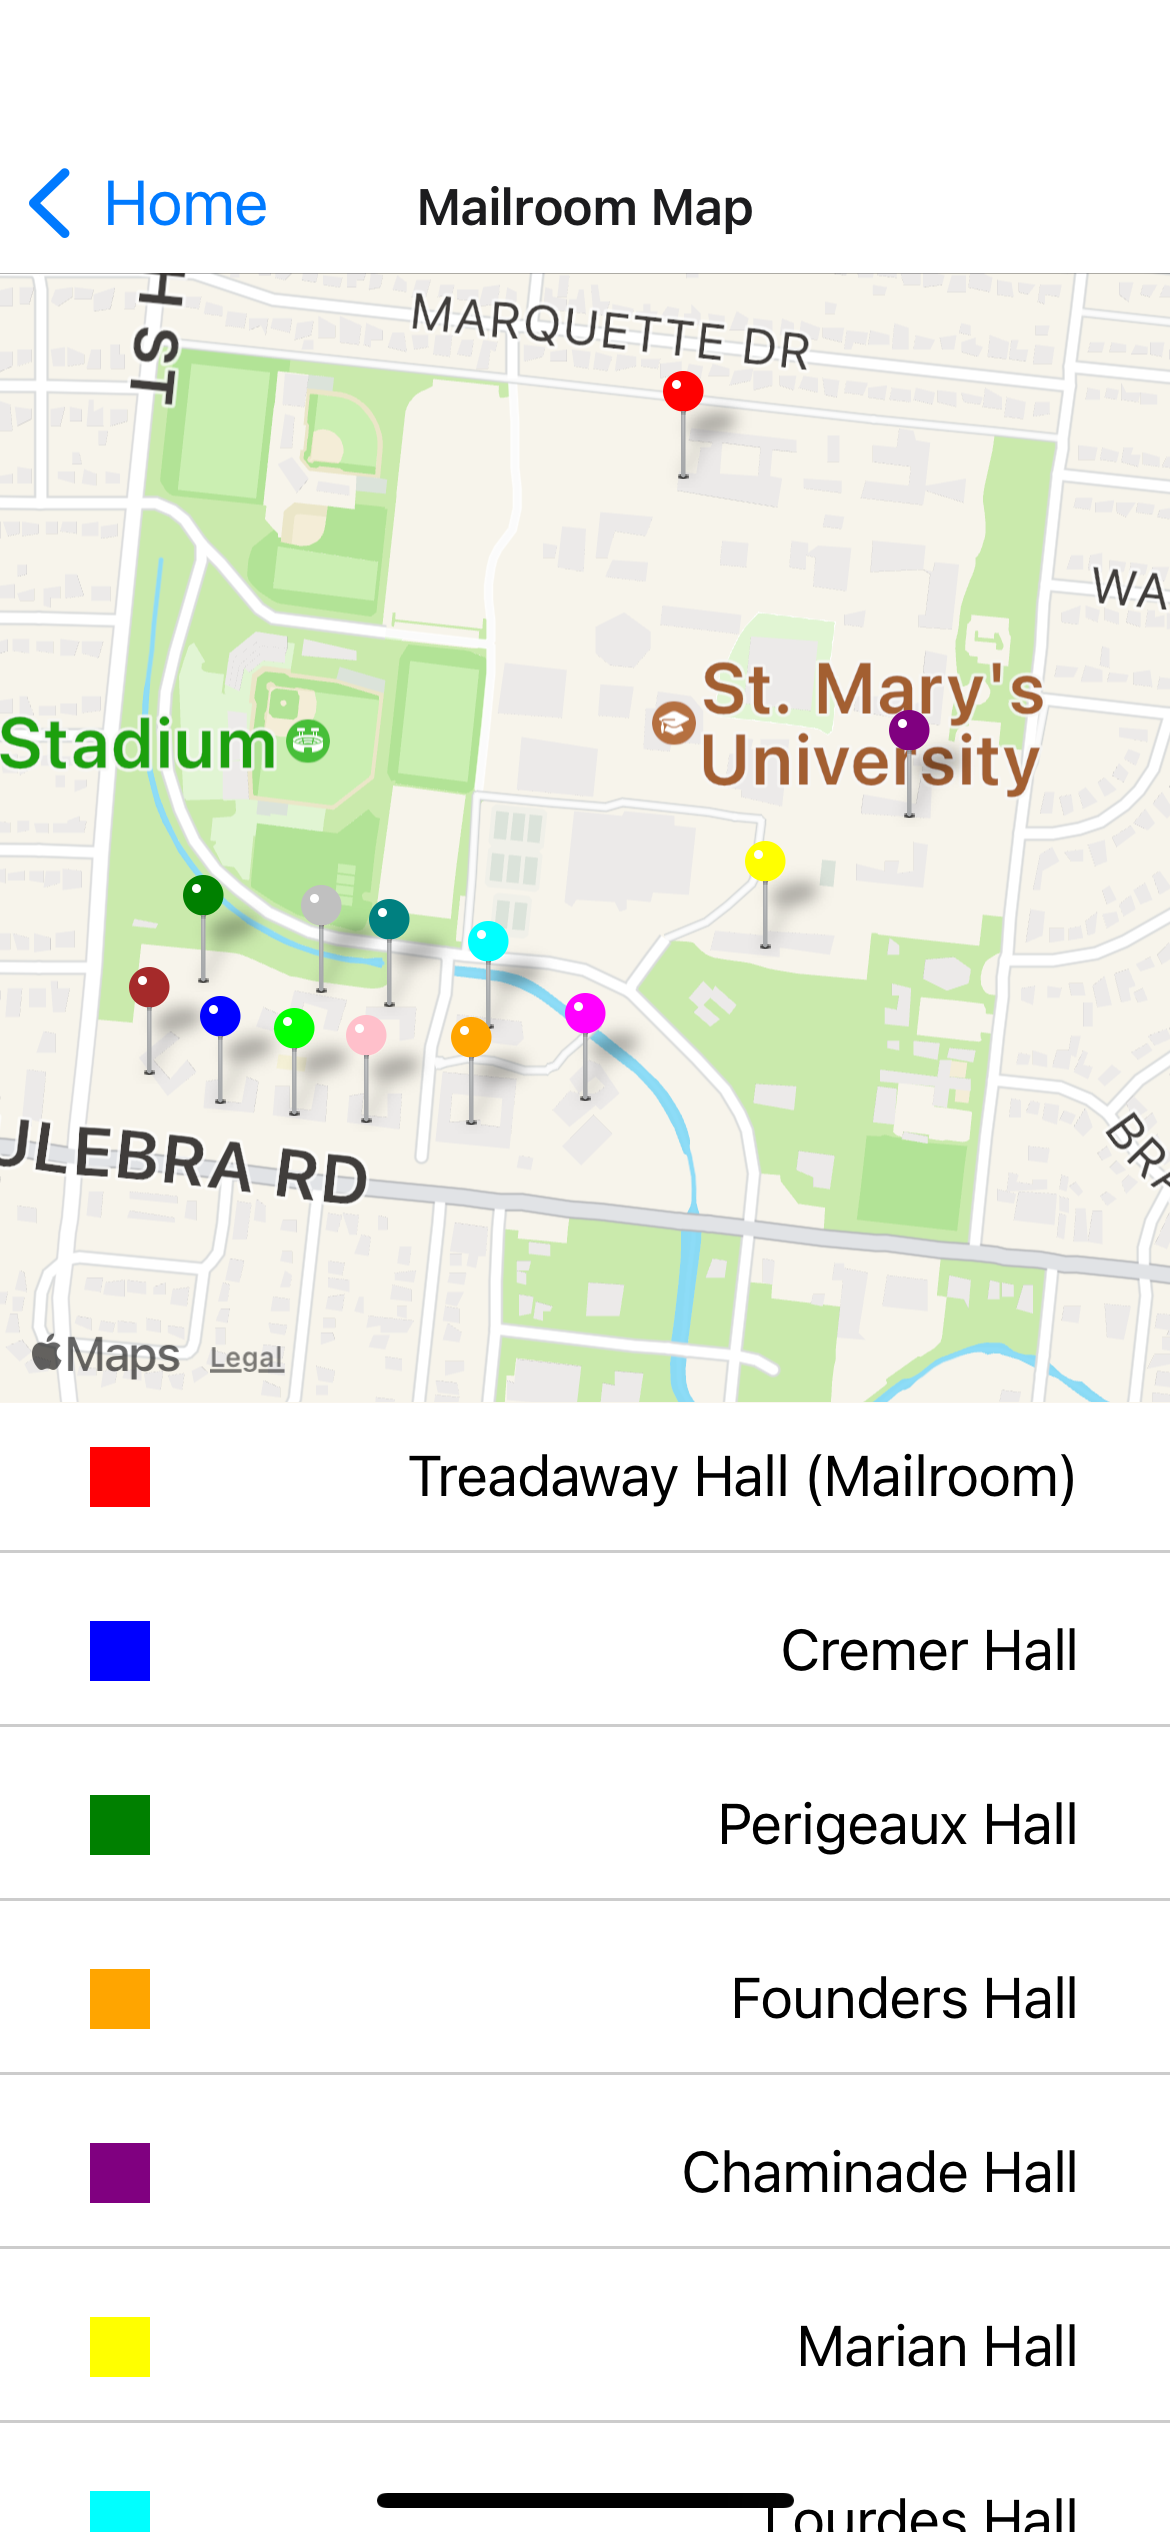 Home
Mailroom Map
H ST
MARQUETTE DR
WA
St. Mary's
University
Stadium
ULEBRA RD
BRA
Maps
Legal
Treadaway Hall (Mailroom)
Cremer Hall
Perigeaux Hall
Founders Hall
Chaminade Hall
Marian Hall
Lourdes Hall